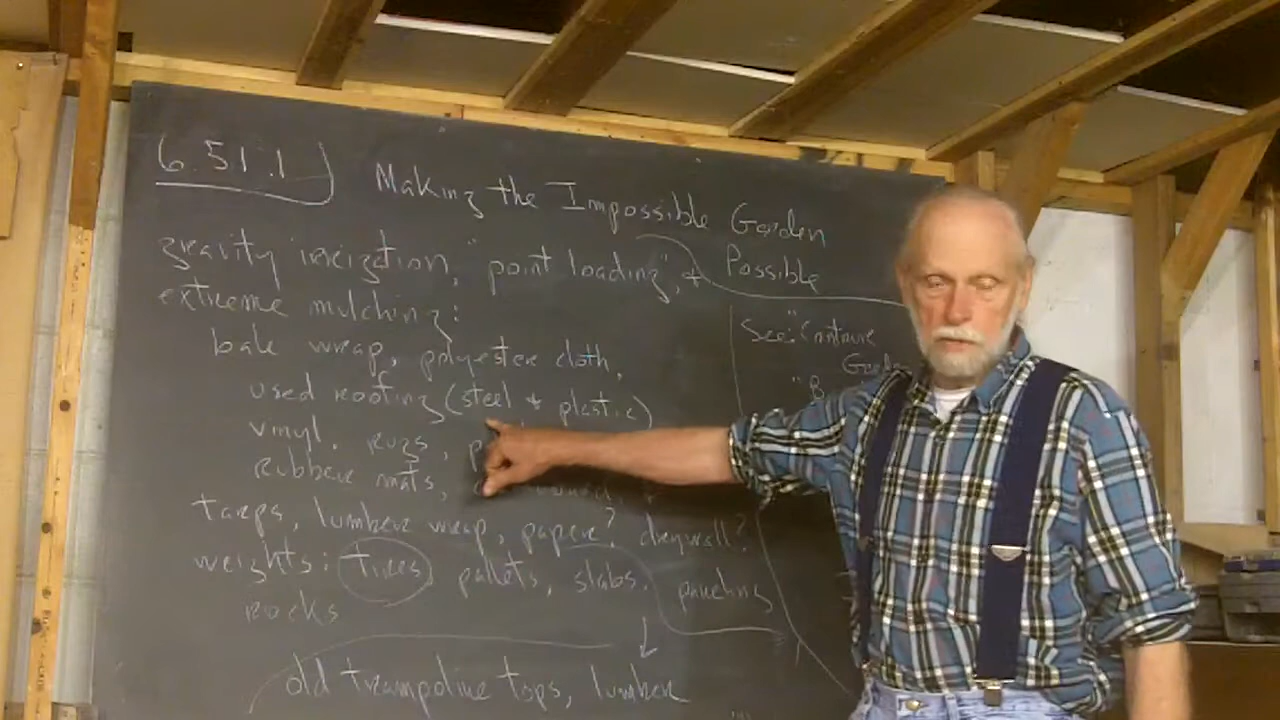 6.51.1
Making the Impossible Garden
Possible
gravity irrigation, "point loading", &
extreme mulching:
bale wrap, polyester cloth,
used roofing (steel & plastic)
vinyl, rugs, p
rubber mats,
tarps, lumber wrap, paper? drywall?
weights: tires pallets, slabs,
rocks
old trampoline tops, lumber
See: "Contour
Garde
"B